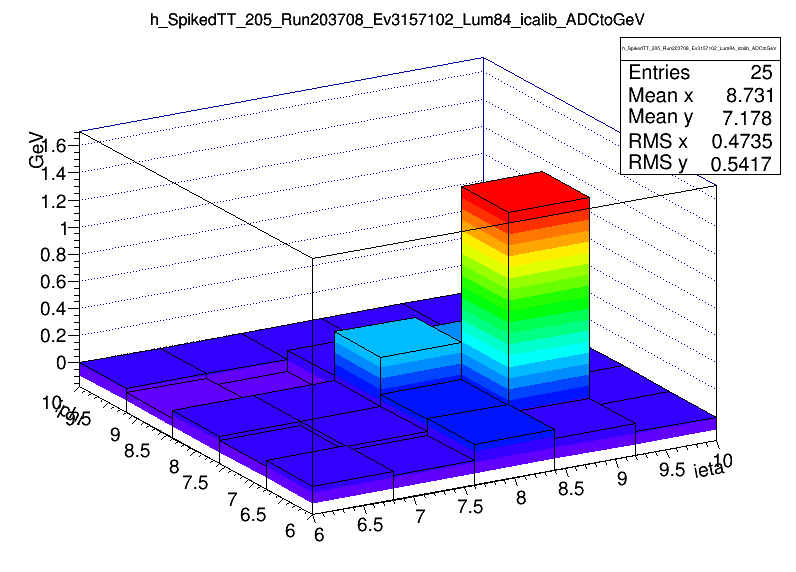 h_SpikedTT_205_Run203708_Ev3157102_Lum84_icalib_ADCtoGeV
h_SpikedTT_205_Run203708_Ev3157102_Lum84_icalib_ADCtoGeV
Entries 25
Mean x 8.731
Mean y 7.178
RMS x 0.4735
RMS y 0.5417
GeV
1.6
1.4
1.2
1
0.8
0.6
0.4
0.2
0
10
iphi
9.5
9
8.5
8
7.5
7
6.5
6
6
6.5
7
7.5
8
8.5
9
9.5
10
ieta